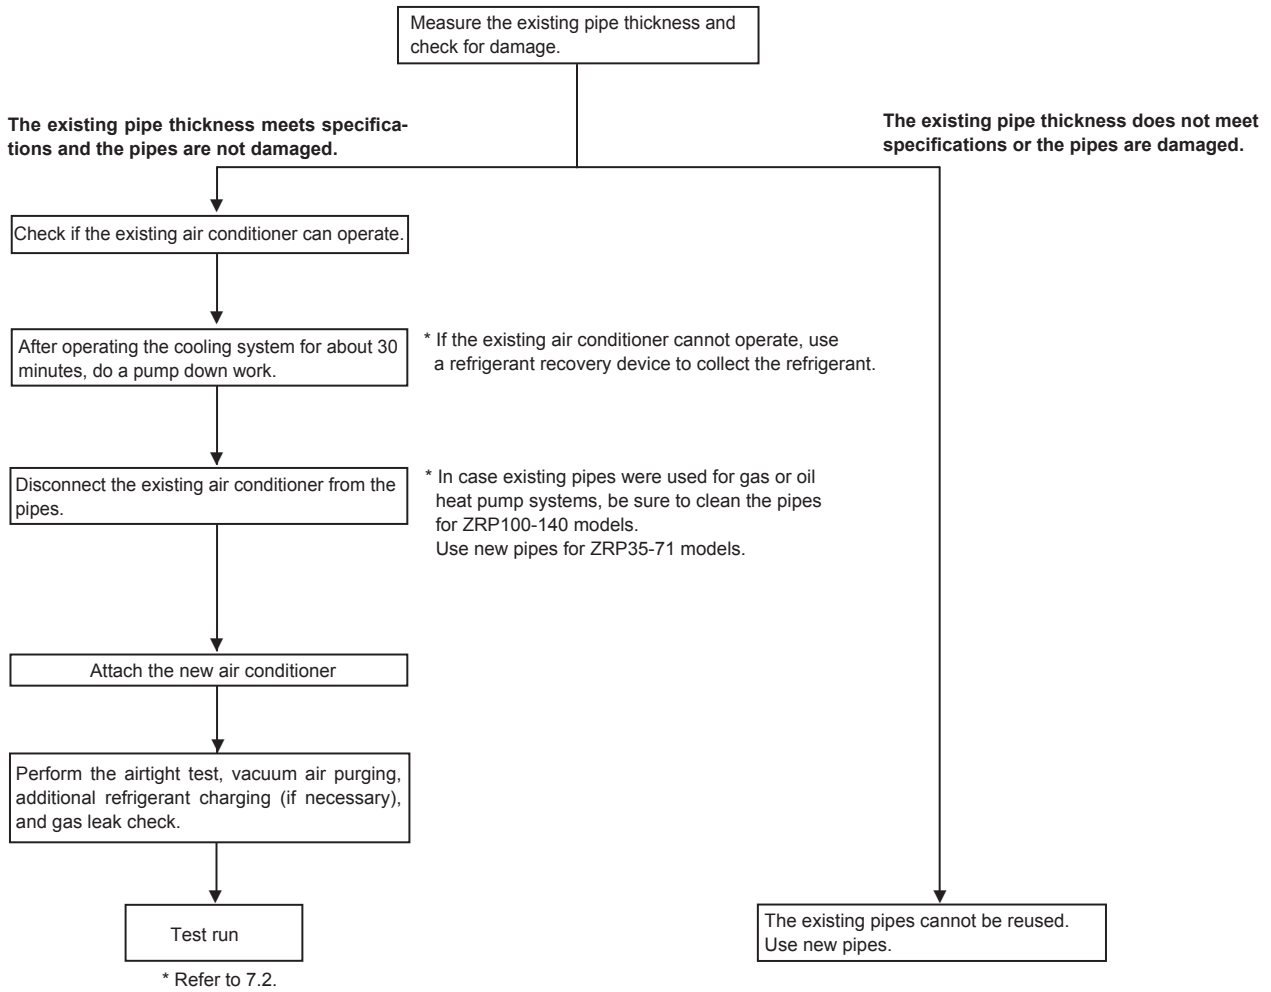 Measure the existing pipe thickness and
check for damage.
The existing pipe thickness meets specifica-
tions and the pipes are not damaged.
The existing pipe thickness does not meet
specifications or the pipes are damaged.
Check if the existing air conditioner can operate.
After operating the cooling system for about 30
minutes, do a pump down work.
* If the existing air conditioner cannot operate, use
a refrigerant recovery device to collect the refrigerant.
Disconnect the existing air conditioner from the
pipes.
* In case existing pipes were used for gas or oil
heat pump systems, be sure to clean the pipes
for ZRP100-140 models.
Use new pipes for ZRP35-71 models.
Attach the new air conditioner
Perform the airtight test, vacuum air purging,
additional refrigerant charging (if necessary),
and gas leak check.
Test run
* Refer to 7.2.
The existing pipes cannot be reused.
Use new pipes.